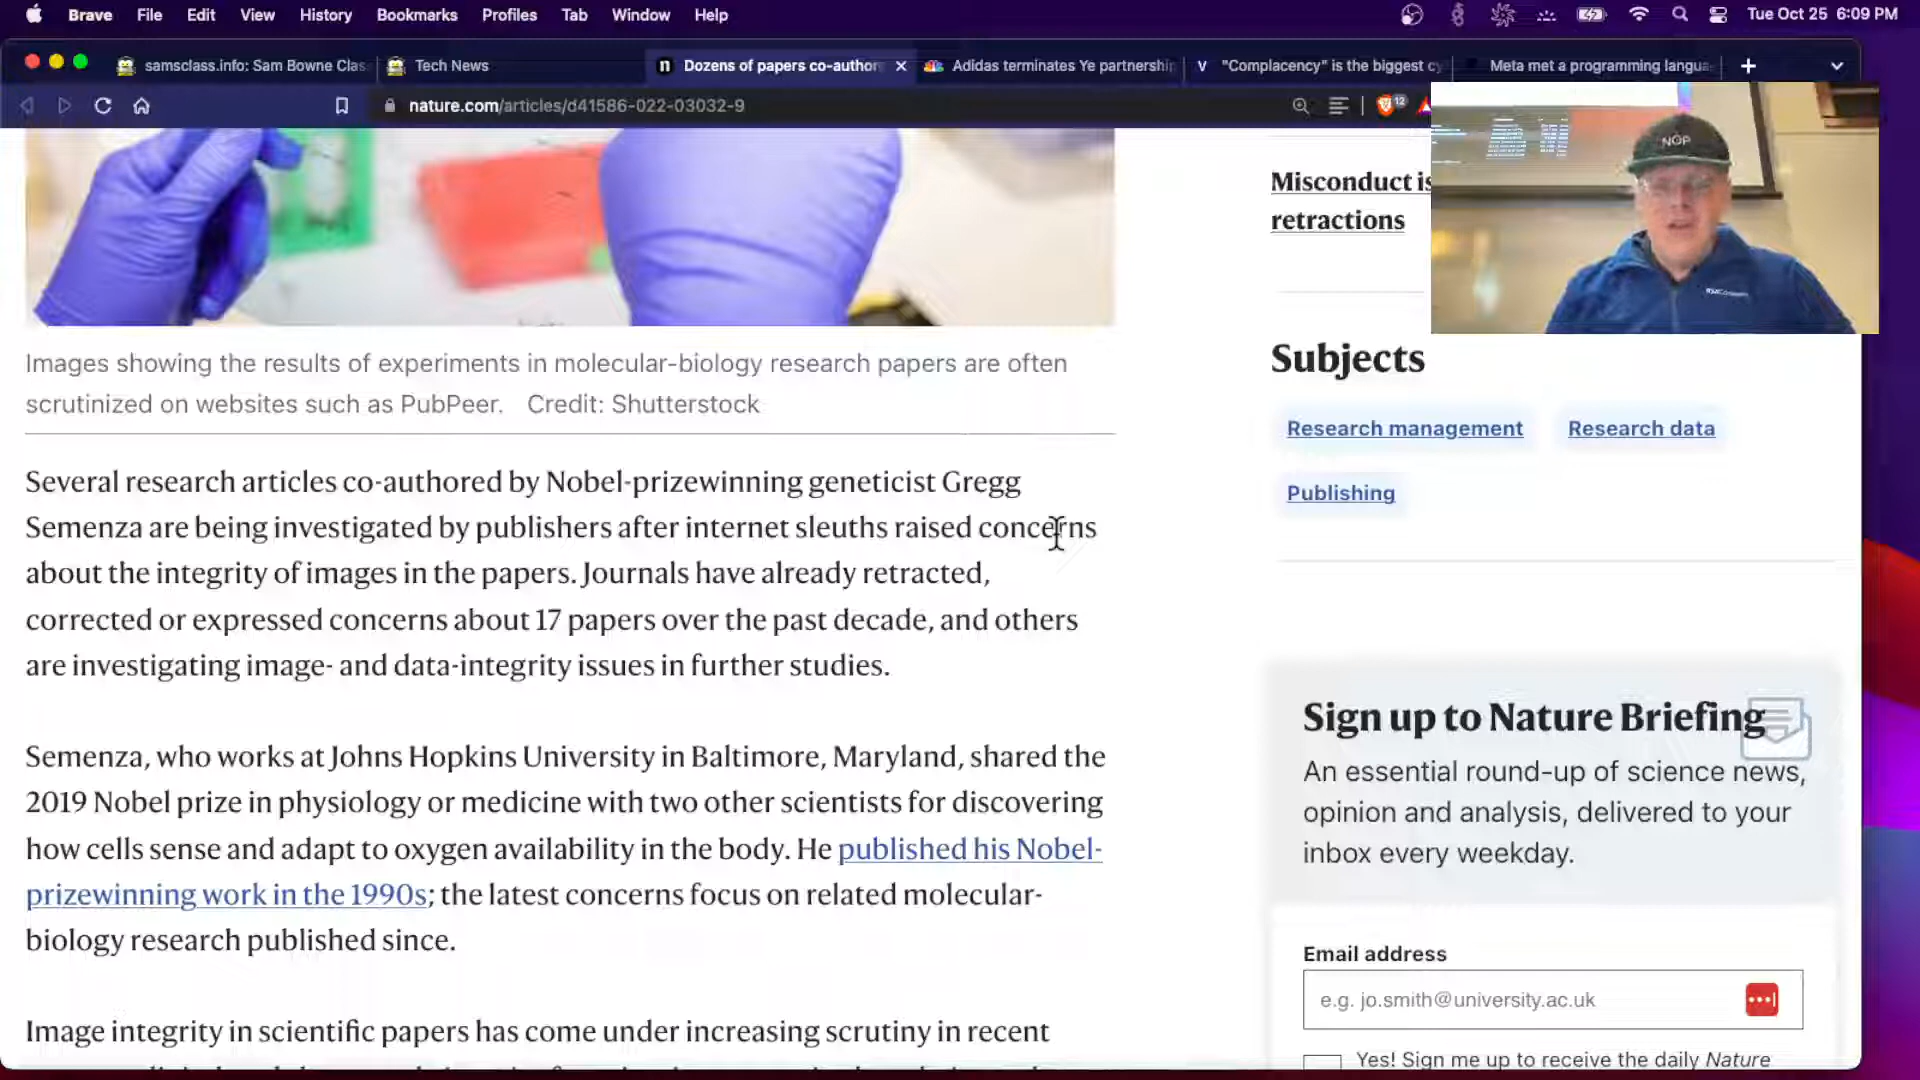 Brave File Edit View History Bookmarks Profiles Tab Window Help Tue Oct 25 6:09 PM
samsclass.info: Sam Bowne Clas Tech News Dozens of papers co-author Adidas terminates Ye partnership V "Complacency" is the biggest cy Meta met a programming langua
nature.com/articles/d41586-022-03032-9 12
Misconduct is
retractions
NOP
Images showing the results of experiments in molecular-biology research papers are often
scrutinized on websites such as PubPeer. Credit: Shutterstock
Several research articles co-authored by Nobel-prizewinning geneticist Gregg
Semenza are being investigated by publishers after internet sleuths raised concerns
about the integrity of images in the papers. Journals have already retracted,
corrected or expressed concerns about 17 papers over the past decade, and others
are investigating image- and data-integrity issues in further studies.
Semenza, who works at Johns Hopkins University in Baltimore, Maryland, shared the
2019 Nobel prize in physiology or medicine with two other scientists for discovering
how cells sense and adapt to oxygen availability in the body. He published his Nobel-
prizewinning work in the 1990s; the latest concerns focus on related molecular-
biology research published since.
Image integrity in scientific papers has come under increasing scrutiny in recent
Subjects
Research management Research data
Publishing
Sign up to Nature Briefing
An essential round-up of science news,
opinion and analysis, delivered to your
inbox every weekday.
Email address
e.g. jo.smith@university.ac.uk
Yes! Sign me up to receive the daily Nature